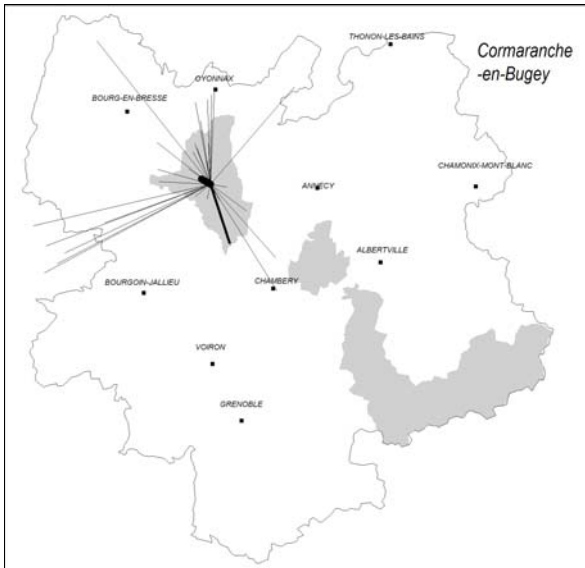 THONON-LES-BAINS
Cormaranche
-en-Bugey
OYONNAX
BOURG-EN-BRESSE
CHAMONIX-MONT-BLANC
ANNECY
ALBERTVILLE
CHAMBERY
BOURGOIN-JALLIEU
VOIRON
GRENOBLE